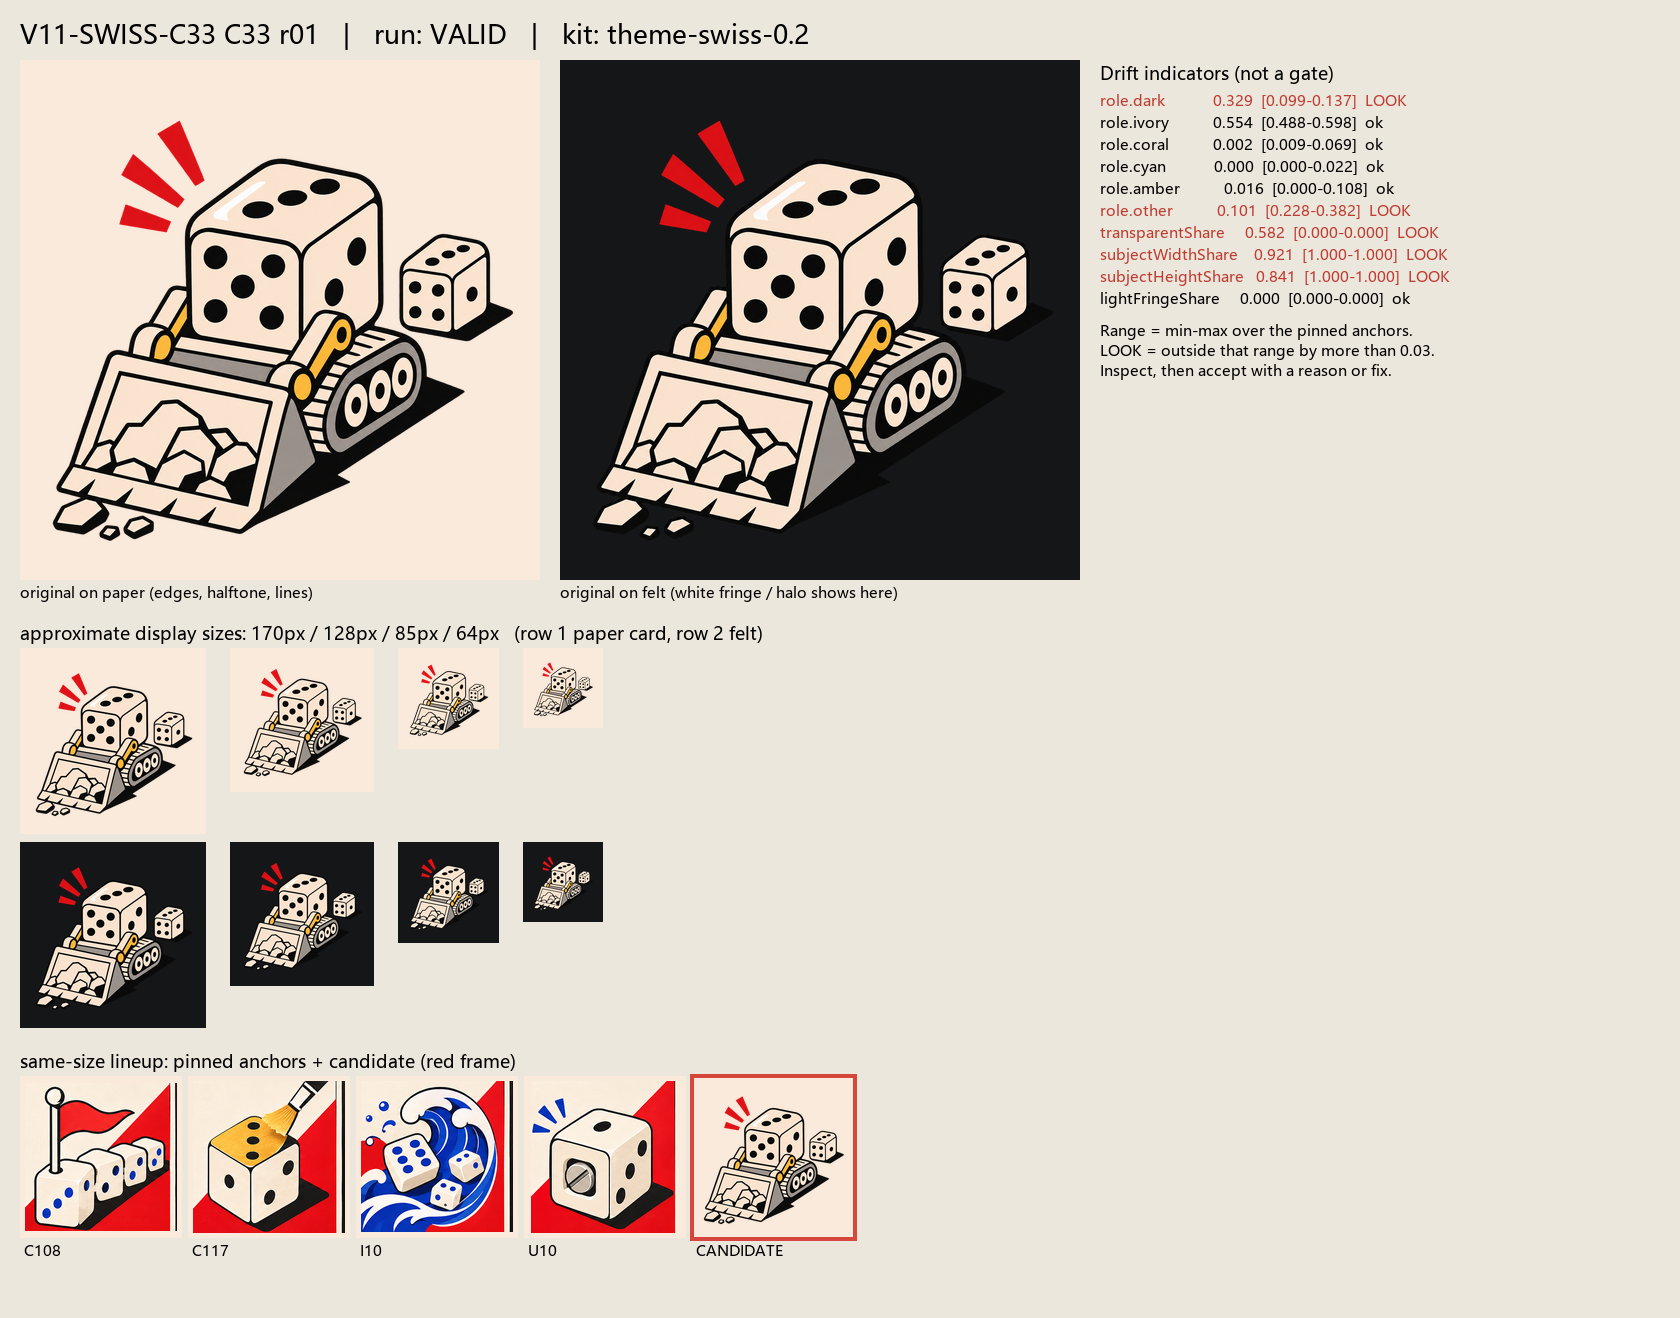 V11-SWISS-C33 C33 r01 | run: VALID | kit: theme-swiss-0.2
Drift indicators (not a gate)
role.dark 0.329 [0.099-0.137] LOOK
role.ivory 0.554 [0.488-0.598] ok
role.coral 0.002 [0.009-0.069] ok
role.cyan 0.000 [0.000-0.022] ok
role.amber 0.016 [0.000-0.108] ok
role.other 0.101 [0.228-0.382] LOOK
transparentShare 0.582 [0.000-0.000] LOOK
subjectWidthShare 0.921 [1.000-1.000] LOOK
subjectHeightShare 0.841 [1.000-1.000] LOOK
lightFringeShare 0.000 [0.000-0.000] ok
Range = min-max over the pinned anchors.
LOOK = outside that range by more than 0.03.
Inspect, then accept with a reason or fix.
original on paper (edges, halftone, lines)
original on felt (white fringe / halo shows here)
approximate display sizes: 170px / 128px / 85px / 64px (row 1 paper card, row 2 felt)
same-size lineup: pinned anchors + candidate (red frame)
C108
C117
I10
U10
CANDIDATE